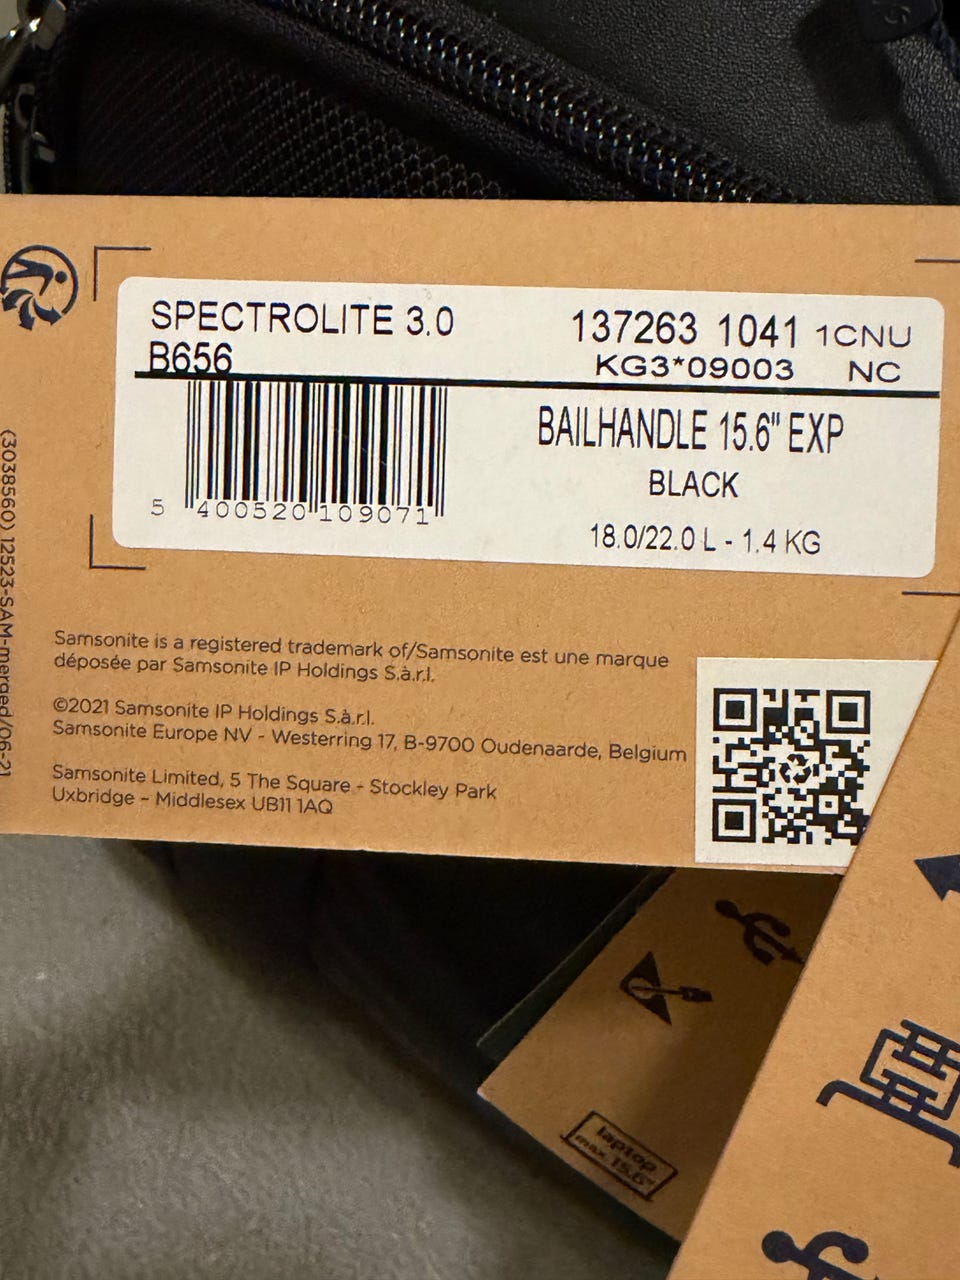 SPECTROLITE 3.0
B656
137263 1041 1CNU
KG3*09003 NC
5 400520 109071
BAILHANDLE 15.6" EXP
BLACK
18.0/22.0 L - 1.4 KG
(3038560) 12523-SAM-merged/06-21
Samsonite is a registered trademark of/Samsonite est une marque
déposée par Samsonite IP Holdings S.à.r.l.
©2021 Samsonite IP Holdings S.à.r.l.
Samsonite Europe NV - Westerring 17, B-9700 Oudenaarde, Belgium
Samsonite Limited, 5 The Square - Stockley Park
Uxbridge - Middlesex UB11 1AQ
laptop
max. 15.6"